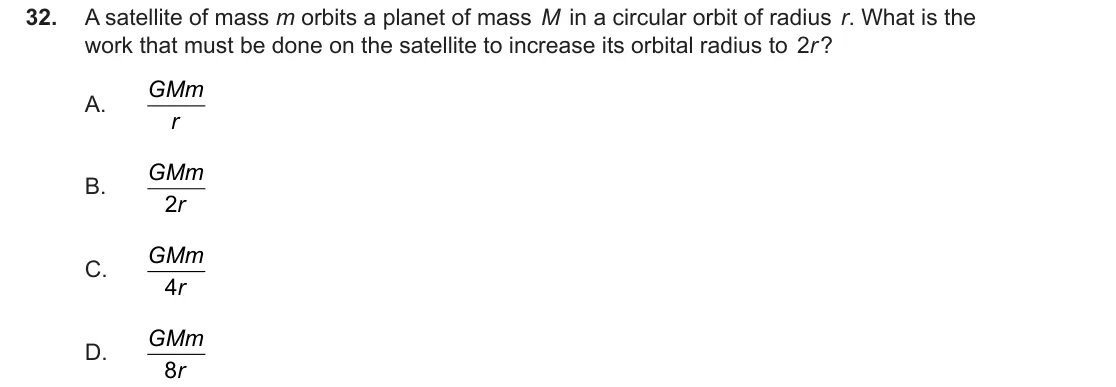 32. A satellite of mass m orbits a planet of mass M in a circular orbit of radius r. What is the
work that must be done on the satellite to increase its orbital radius to 2r?
A. GMm
r
B. GMm
2r
C. GMm
4r
D. GMm
8r